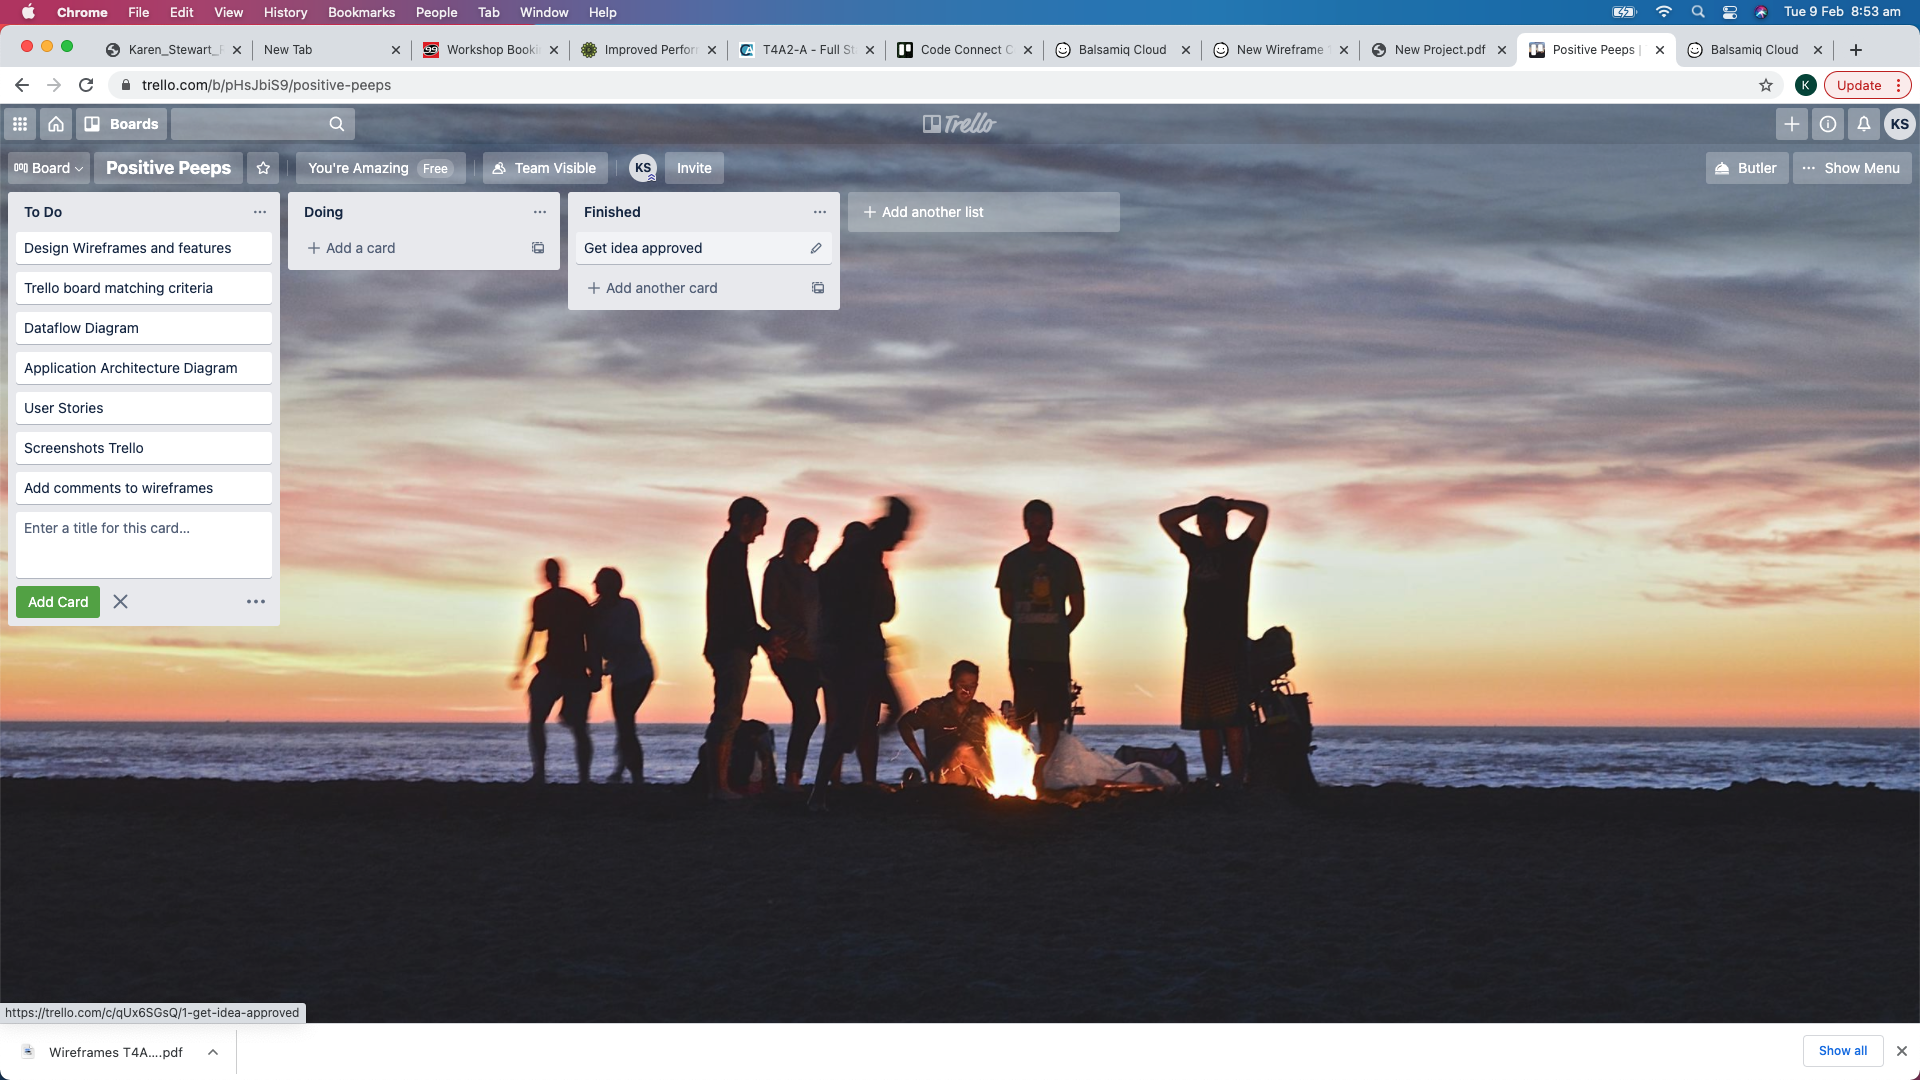 Chrome File Edit View History Bookmarks People Tab Window Help Tue 9 Feb 8:53 am
Karen_Stewart_ New Tab Workshop Booki Improved Perfor T4A2-A - Full St Code Connect C Balsamiq Cloud New Wireframe New Project.pdf Positive Peeps | Balsamiq Cloud
trello.com/b/pHsJbiS9/positive-peeps K Update
Boards Trello KS
Board Positive Peeps You're Amazing Free Team Visible KS Invite Butler ... Show Menu
To Do ... Doing ... Finished ... + Add another list
Design Wireframes and features + Add a card Get idea approved
Trello board matching criteria + Add another card
Dataflow Diagram
Application Architecture Diagram
User Stories
Screenshots Trello
Add comments to wireframes
Enter a title for this card...
Add Card ...
https://trello.com/c/qUx6SGsQ/1-get-idea-approved
Wireframes T4A....pdf Show all